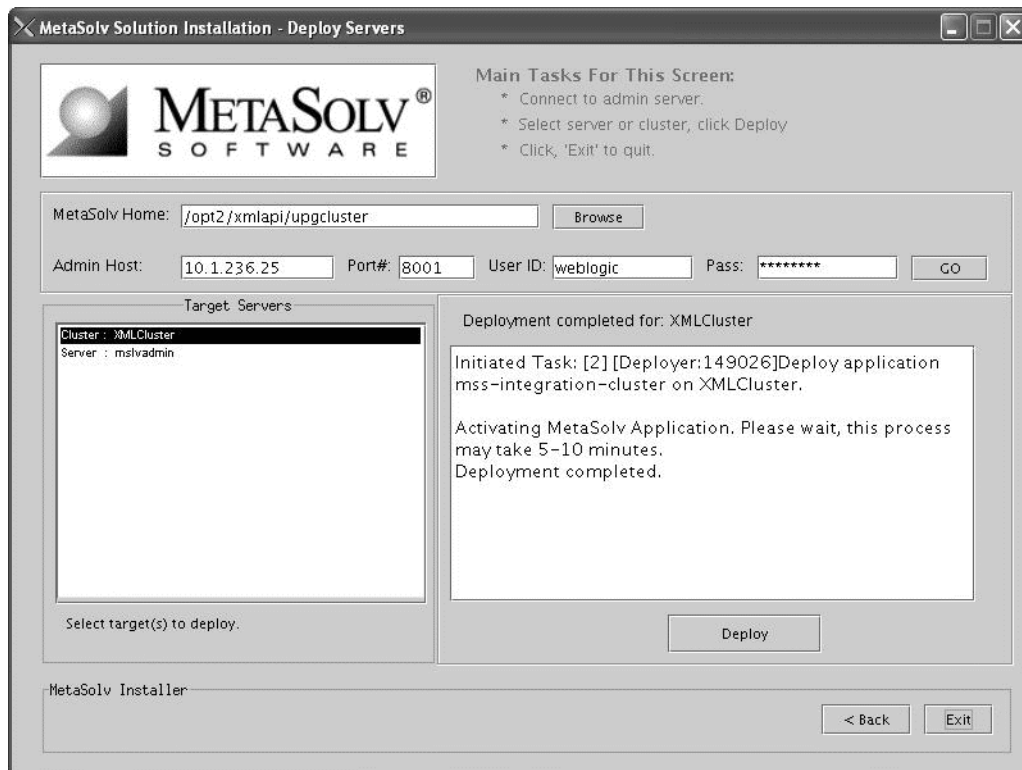 MetaSolv Solution Installation - Deploy Servers
METASOLV®
SOFTWARE
Main Tasks For This Screen:
* Connect to admin server.
* Select server or cluster, click Deploy
* Click, 'Exit' to quit.
MetaSolv Home: /opt2/xmlapi/upgcluster Browse
Admin Host: 10.1.236.25 Port#: 8001 User ID: weblogic Pass: ******** GO
Target Servers
Cluster : XMLCluster
Server : mslvadmin
Select target(s) to deploy.
Deployment completed for: XMLCluster
Initiated Task: [2] [Deployer:149026]Deploy application
mss-integration-cluster on XMLCluster.
Activating MetaSolv Application. Please wait, this process
may take 5-10 minutes.
Deployment completed.
Deploy
MetaSolv Installer
< Back Exit